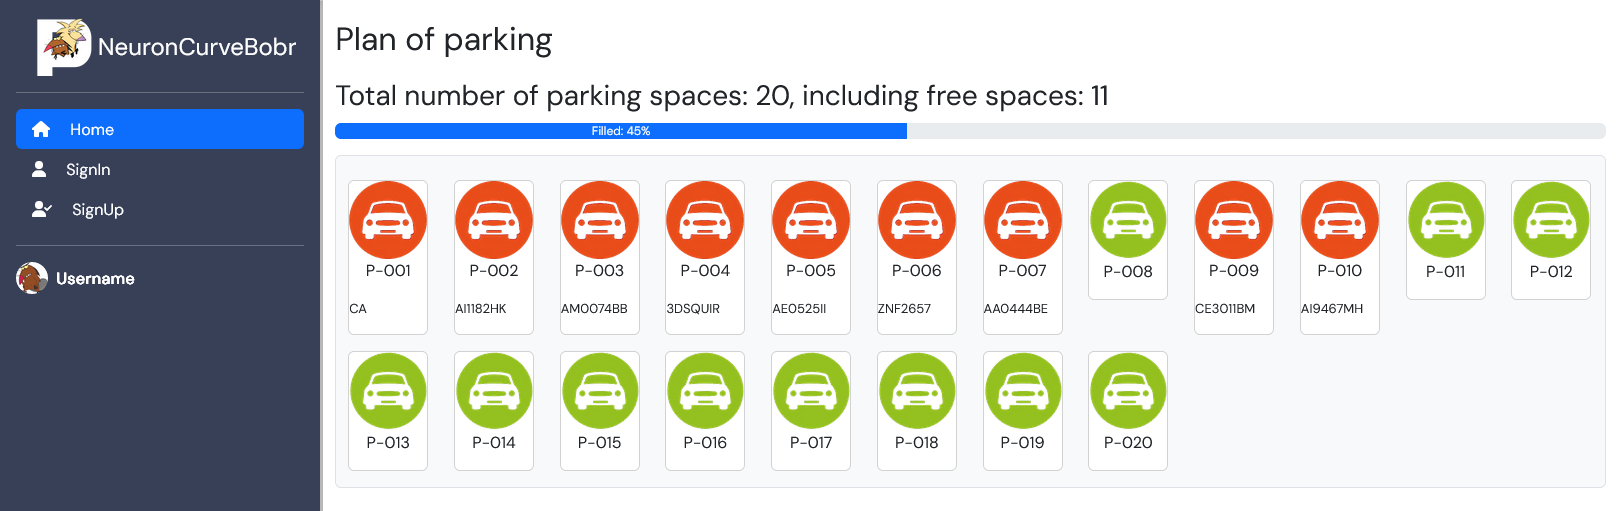 NeuronCurveBobr
Home
SignIn
SignUp
Username
Plan of parking
Total number of parking spaces: 20, including free spaces: 11
Filled: 45%
P-001 P-002 P-003 P-004 P-005 P-006 P-007 P-008 P-009 P-010 P-011 P-012
CA AI1182HK AM0074BB 3DSQUIR AE0525II ZNF2657 AA0444BE CE3011BM AI9467MH
P-013 P-014 P-015 P-016 P-017 P-018 P-019 P-020